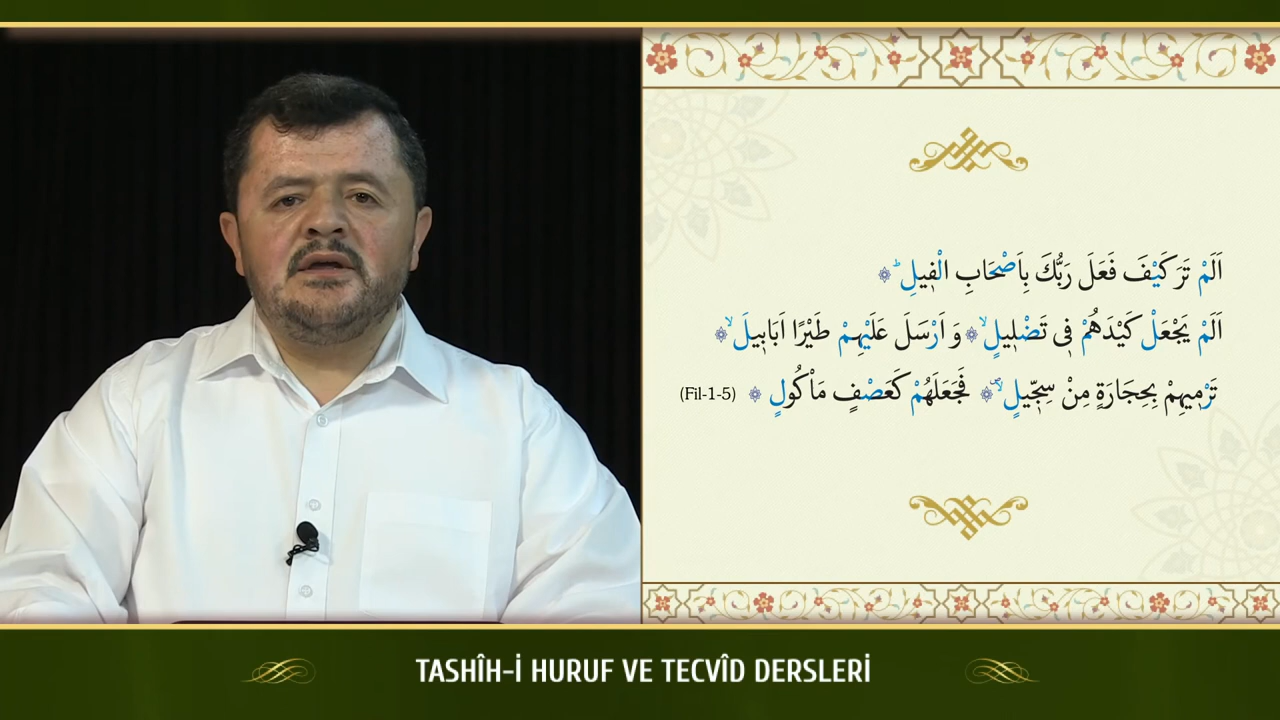 اَلَمْ تَرَ كَيْفَ فَعَلَ رَبُّكَ بِاَصْحَابِ الْفٖيلِؕ ۞
اَلَمْ يَجْعَلْ كَيْدَهُمْ فٖى تَضْلٖيلٍۙ ۞ وَ اَرْسَلَ عَلَيْهِمْ طَيْرًا اَبَابٖيلَۙ ۞
تَرْمٖيهِمْ بِحِجَارَةٍ مِنْ سِجّٖيلٍۙۖ ۞ فَجَعَلَهُمْ كَعَصْفٍ مَاْكُولٍ ۞ (Fil-1-5)
TASHÎH-İ HURUF VE TECVÎD DERSLERİ